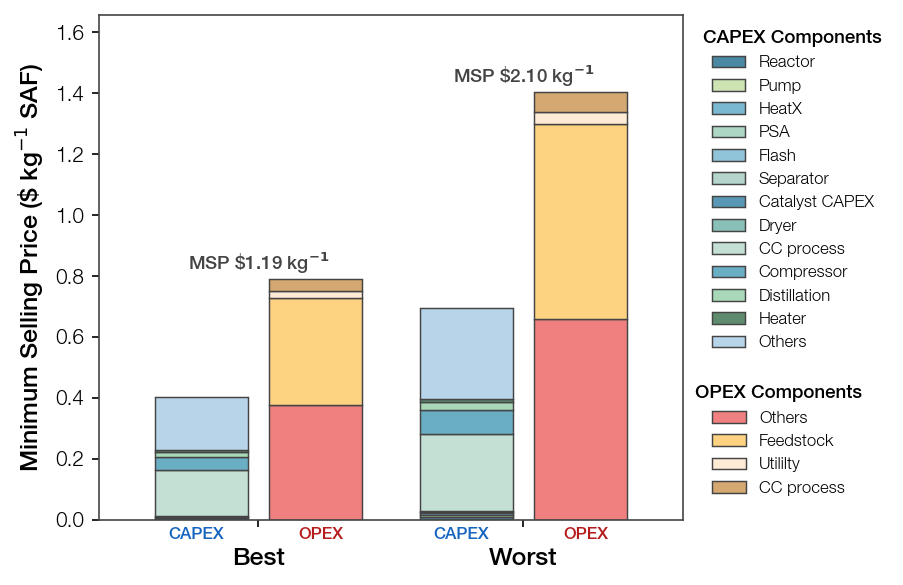 Minimum Selling Price ($ kg⁻¹ SAF)
1.6
1.4
1.2
1.0
0.8
0.6
0.4
0.2
0.0
MSP $1.19 kg⁻¹
MSP $2.10 kg⁻¹
CAPEX
OPEX
CAPEX
OPEX
Best
Worst
CAPEX Components
Reactor
Pump
HeatX
PSA
Flash
Separator
Catalyst CAPEX
Dryer
CC process
Compressor
Distillation
Heater
Others
OPEX Components
Others
Feedstock
Utililty
CC process